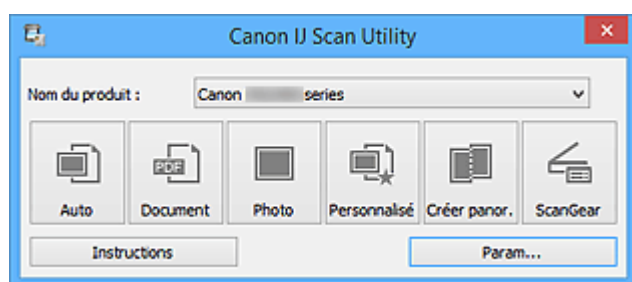 Canon IJ Scan Utility
Nom du produit : Canon series
PDF
Auto Document Photo Personnalisé Créer panor. ScanGear
Instructions Param...